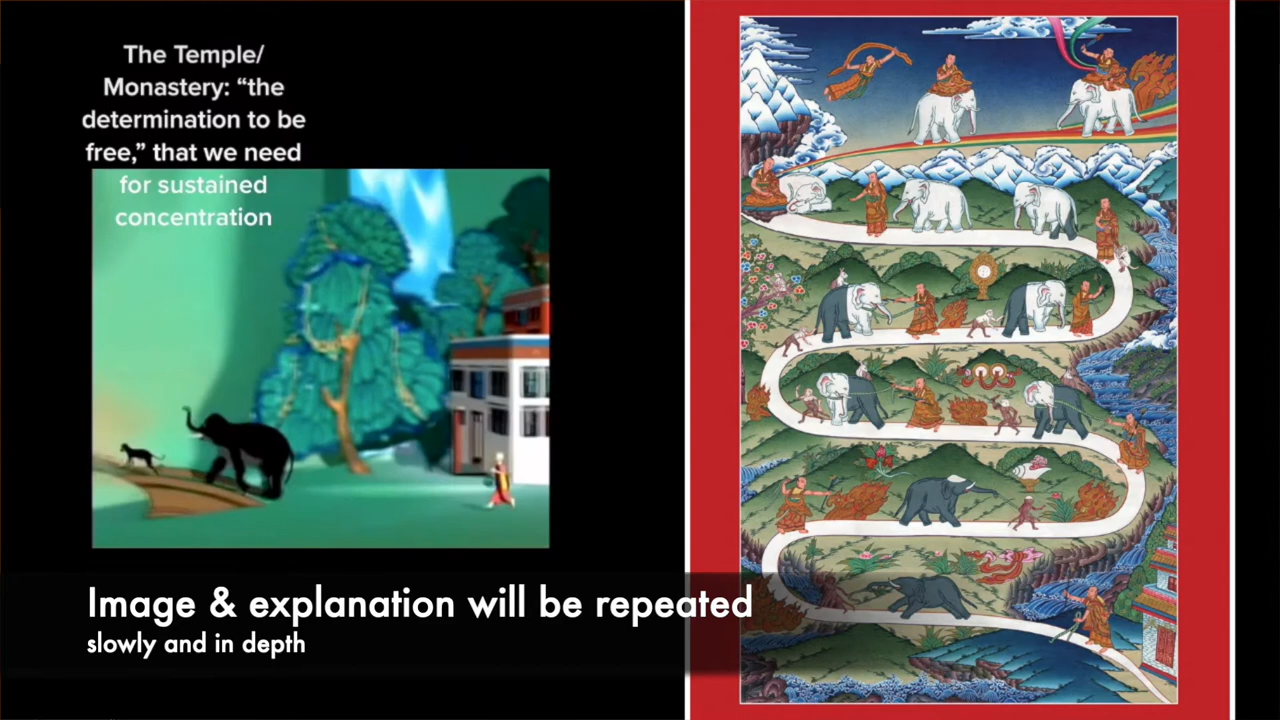 The Temple/
Monastery: “the
determination to be
free,” that we need
for sustained
concentration
Image & explanation will be repeated
slowly and in depth